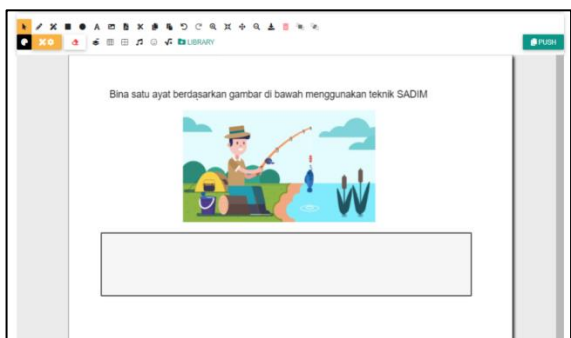 A
LIBRARY
PUSH
Bina satu ayat berdasarkan gambar di bawah menggunakan teknik SADIM